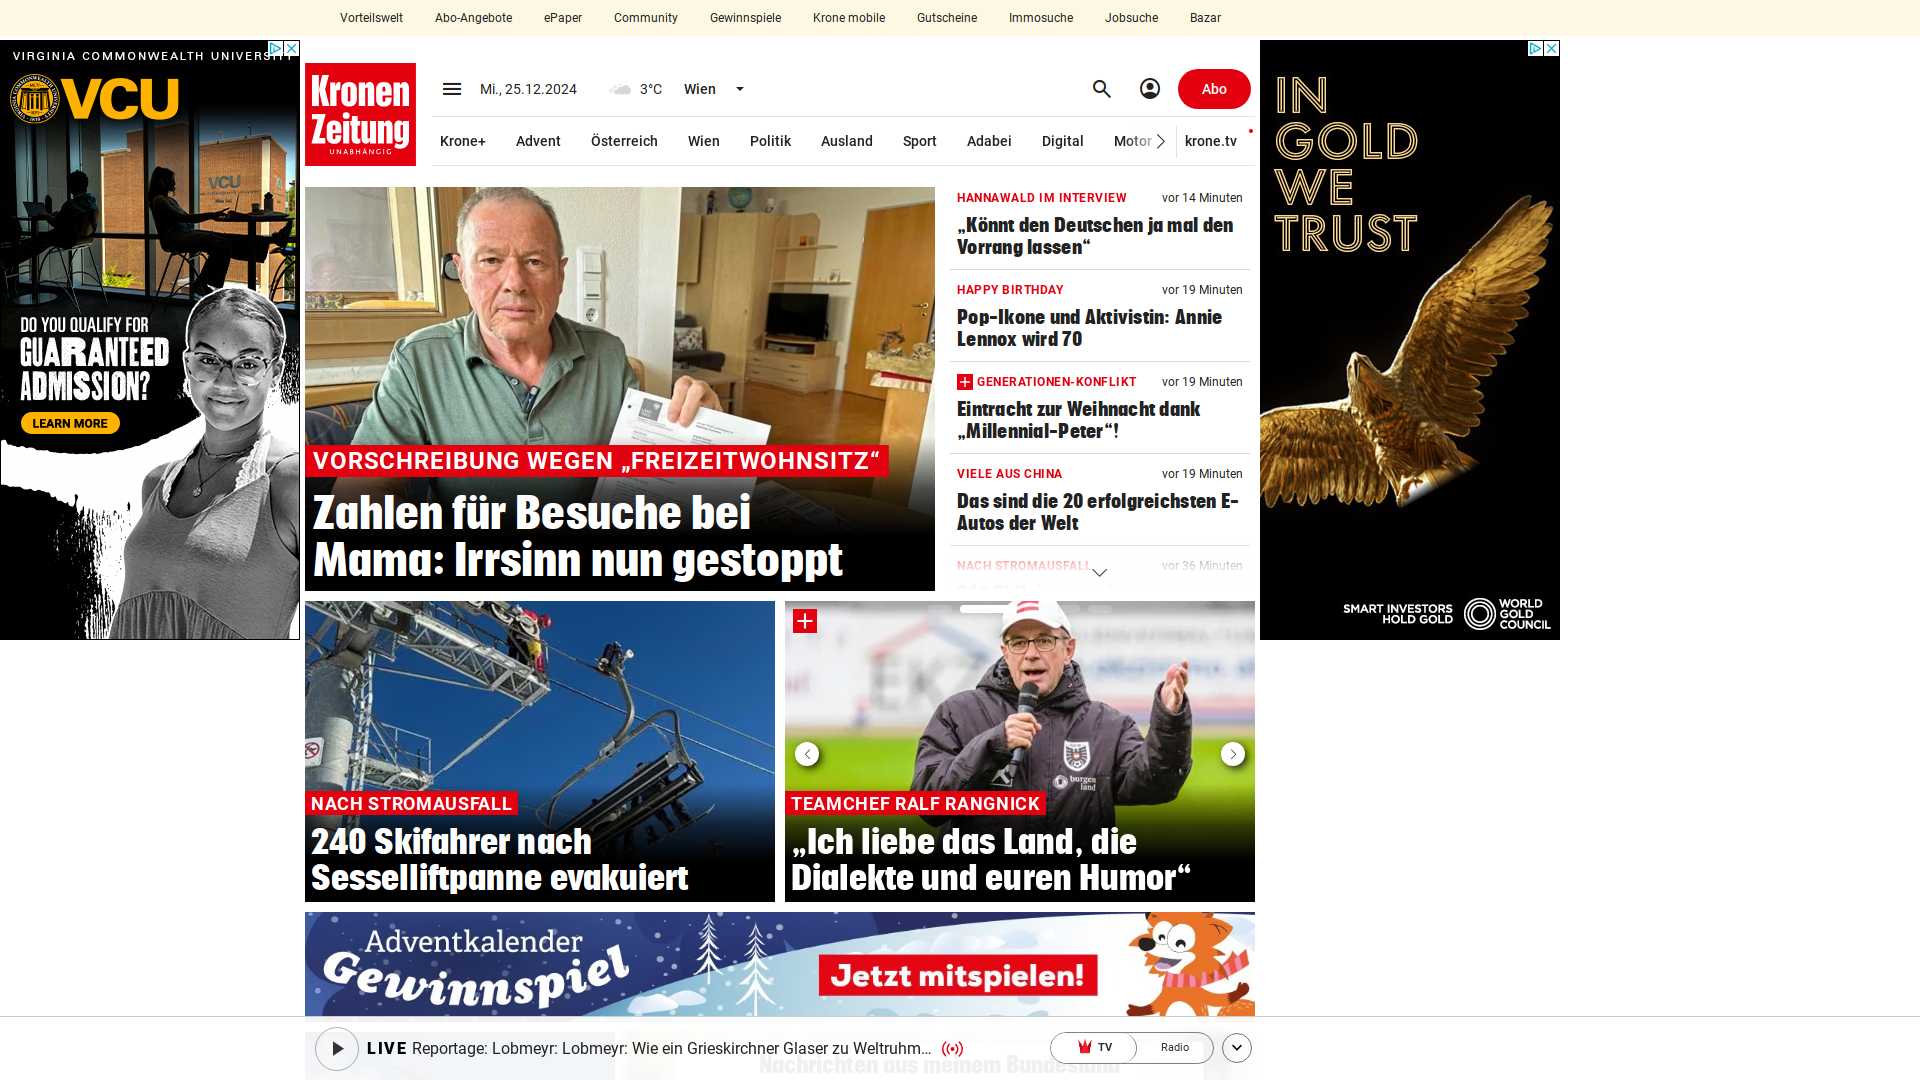 Vorteilswelt Abo-Angebote ePaper Community Gewinnspiele Krone mobile Gutscheine Immosuche Jobsuche Bazar
VIRGINIA COMMONWEALTH UNIVERSITY
VCU
VCU
DO YOU QUALIFY FOR
GUARANTEED
ADMISSION?
LEARN MORE
Kronen
Zeitung
UNABHÄNGIG
Mi., 25.12.2024 3°C Wien
Abo
Krone+ Advent Österreich Wien Politik Ausland Sport Adabei Digital Motor krone.tv
VORSCHREIBUNG WEGEN „FREIZEITWOHNSITZ“
Zahlen für Besuche bei
Mama: Irrsinn nun gestoppt
HANNAWALD IM INTERVIEW vor 14 Minuten
„Könnt den Deutschen ja mal den
Vorrang lassen“
HAPPY BIRTHDAY vor 19 Minuten
Pop-Ikone und Aktivistin: Annie
Lennox wird 70
GENERATIONEN-KONFLIKT vor 19 Minuten
Eintracht zur Weihnacht dank
„Millennial-Peter“!
VIELE AUS CHINA vor 19 Minuten
Das sind die 20 erfolgreichsten E-
Autos der Welt
NACH STROMAUSFALL vor 36 Minuten
IN
GOLD
WE
TRUST
SMART INVESTORS
HOLD GOLD
WORLD
GOLD
COUNCIL
NACH STROMAUSFALL
240 Skifahrer nach
Sesselliftpanne evakuiert
EKZ
burgen
land
TEAMCHEF RALF RANGNICK
„Ich liebe das Land, die
Dialekte und euren Humor“
Adventkalender
Gewinnspiel
Jetzt mitspielen!
LIVE Reportage: Lobmeyr: Lobmeyr: Wie ein Grieskirchner Glaser zu Weltruhm...
TV Radio
Nachrichten aus meinem Bundesland